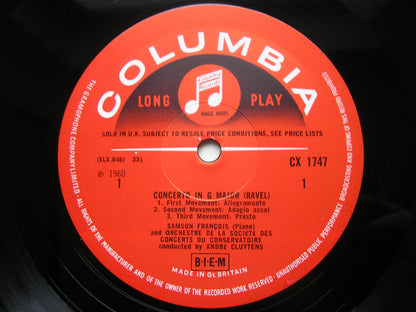 COLUMBIA
Columbia
Records
MAGIC NOTES
LONG PLAY
SOLD IN U.K. SUBJECT TO RESALE PRICE CONDITIONS, SEE PRICE LISTS
(XLX.846) 33⅓
CX 1747
℗ 1960
1 1
CONCERTO IN G MAJOR (RAVEL)
1. First Movement: Allegramente
2. Second Movement: Adagio assai
3. Third Movement: Presto
SAMSON FRANÇOIS (Piano)
and ORCHESTRE DE LA SOCIETE DES
CONCERTS DU CONSERVATOIRE
conducted by ANDRE CLUYTENS
B·I·E·M
MADE IN Gt. BRITAIN
THE GRAMOPHONE COMPANY LIMITED · ALL RIGHTS OF THE MANUFACTURER AND OF THE OWNER OF THE RECORDED WORK RESERVED · UNAUTHORISED PUBLIC PERFORMANCE BROADCASTING AND COPYING OF THIS RECORD PROHIBITED